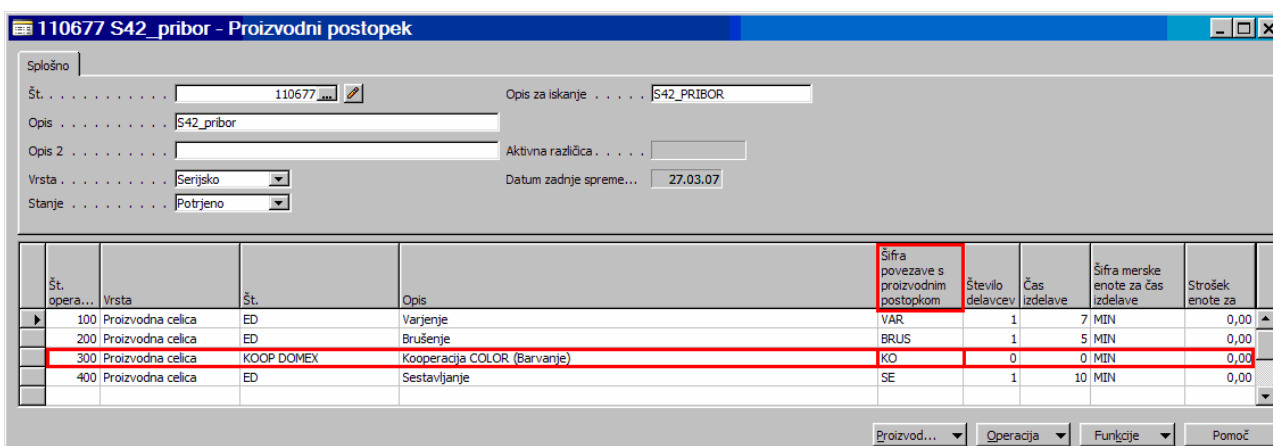 110677 S42_pribor - Proizvodni postopek
Splošno
Št. . . . . . . . . . . . 110677 ...
Opis za iskanje . . . . . S42_PRIBOR
Opis . . . . . . . . . . S42_pribor
Opis 2 . . . . . . . . .
Aktivna različica. . . . .
Vrsta . . . . . . . . . . Serijsko
Datum zadnje spreme... 27.03.07
Stanje . . . . . . . . . Potrjeno
Št. opera... Vrsta Št. Opis Šifra povezave s proizvodnim postopkom Število delavcev Čas izdelave Šifra merske enote za čas izdelave Strošek enote za
100 Proizvodna celica ED Varjenje VAR 1 7 MIN 0,00
200 Proizvodna celica ED Brušenje BRUS 1 5 MIN 0,00
300 Proizvodna celica KOOP DOMEX Kooperacija COLOR (Barvanje) KO 0 0 MIN 0,00
400 Proizvodna celica ED Sestavljanje SE 1 10 MIN 0,00
Proizvod... Operacija Funkcije Pomoč